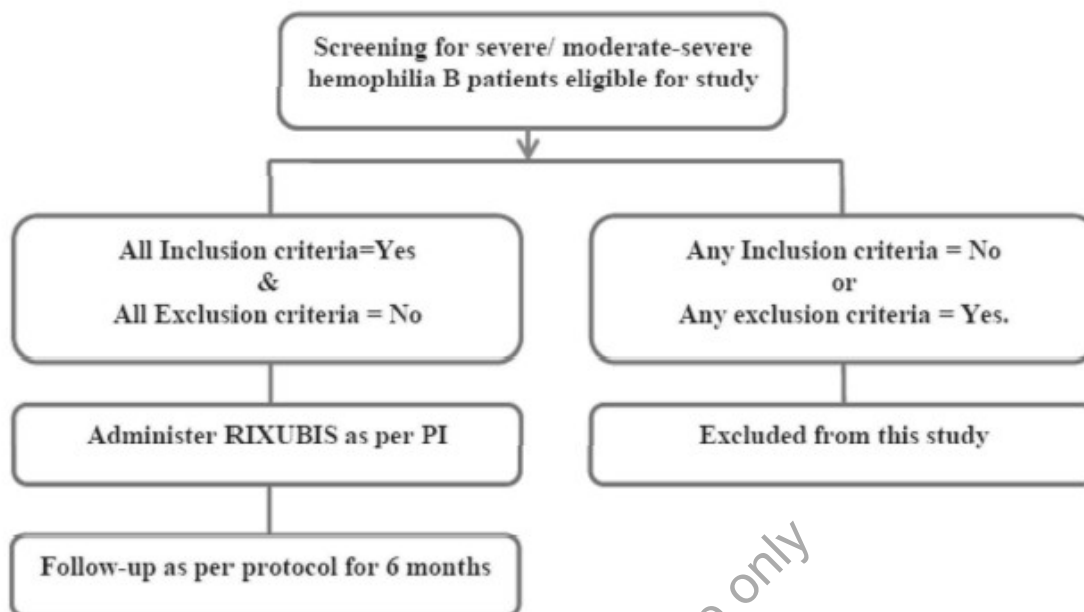 Screening for severe/ moderate-severe
hemophilia B patients eligible for study
All Inclusion criteria=Yes
&
All Exclusion criteria = No
Any Inclusion criteria = No
or
Any exclusion criteria = Yes.
Administer RIXUBIS as per PI
Excluded from this study
Follow-up as per protocol for 6 months
only